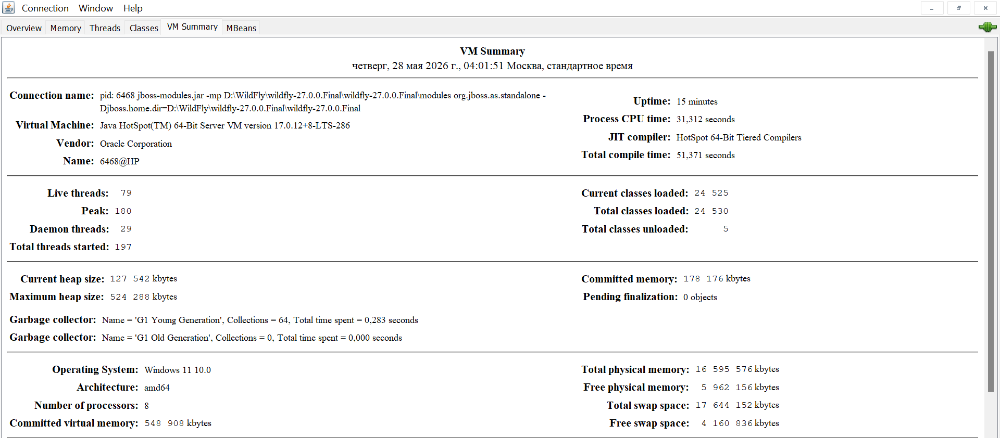 Connection Window Help
Overview Memory Threads Classes VM Summary MBeans
VM Summary
четверг, 28 мая 2026 г., 04:01:51 Москва, стандартное время
Connection name: pid: 6468 jboss-modules.jar -mp D:\WildFly\wildfly-27.0.0.Final\wildfly-27.0.0.Final\modules org.jboss.as.standalone -
Djboss.home.dir=D:\WildFly\wildfly-27.0.0.Final\wildfly-27.0.0.Final
Virtual Machine: Java HotSpot(TM) 64-Bit Server VM version 17.0.12+8-LTS-286
Vendor: Oracle Corporation
Name: 6468@HP
Uptime: 15 minutes
Process CPU time: 31,312 seconds
JIT compiler: HotSpot 64-Bit Tiered Compilers
Total compile time: 51,371 seconds
Live threads: 79
Peak: 180
Daemon threads: 29
Total threads started: 197
Current classes loaded: 24 525
Total classes loaded: 24 530
Total classes unloaded: 5
Current heap size: 127 542 kbytes
Maximum heap size: 524 288 kbytes
Committed memory: 178 176 kbytes
Pending finalization: 0 objects
Garbage collector: Name = 'G1 Young Generation', Collections = 64, Total time spent = 0,283 seconds
Garbage collector: Name = 'G1 Old Generation', Collections = 0, Total time spent = 0,000 seconds
Operating System: Windows 11 10.0
Architecture: amd64
Number of processors: 8
Committed virtual memory: 548 908 kbytes
Total physical memory: 16 595 576 kbytes
Free physical memory: 5 962 156 kbytes
Total swap space: 17 644 152 kbytes
Free swap space: 4 160 836 kbytes